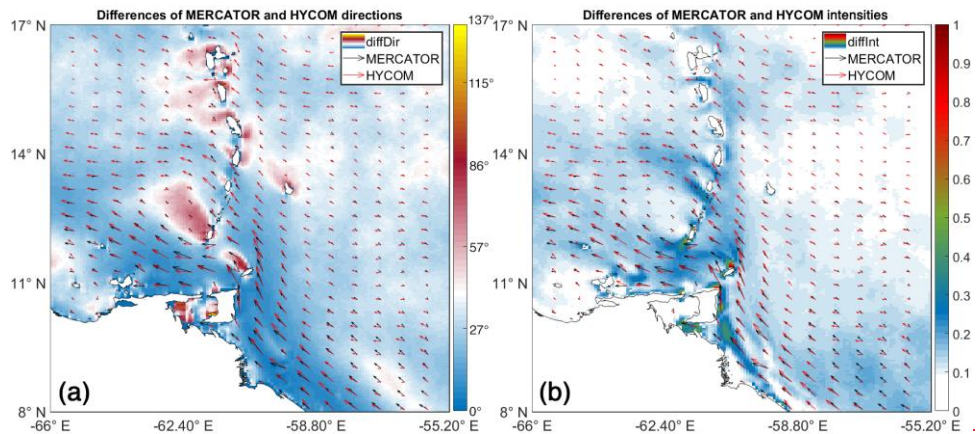 Differences of MERCATOR and HYCOM directions
17° N
14° N
11° N
8° N
-66° E
-62.40° E
-58.80° E
-55.20° E
diffDir
MERCATOR
HYCOM
137°
115°
86°
57°
27°
0°
(a)
Differences of MERCATOR and HYCOM intensities
17° N
14° N
11° N
8° N
-66° E
-62.40° E
-58.80° E
-55.20° E
diffInt
MERCATOR
HYCOM
1
0.9
0.8
0.7
0.6
0.5
0.4
0.3
0.2
0.1
0
(b)